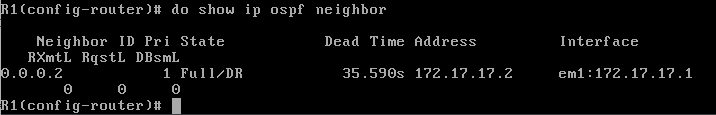 R1(config-router)# do show ip ospf neighbor
Neighbor ID Pri State Dead Time Address Interface
RXmtL RqstL DBsmL
0.0.0.2 1 Full/DR 35.590s 172.17.17.2 em1:172.17.17.1
0 0 0
R1(config-router)#